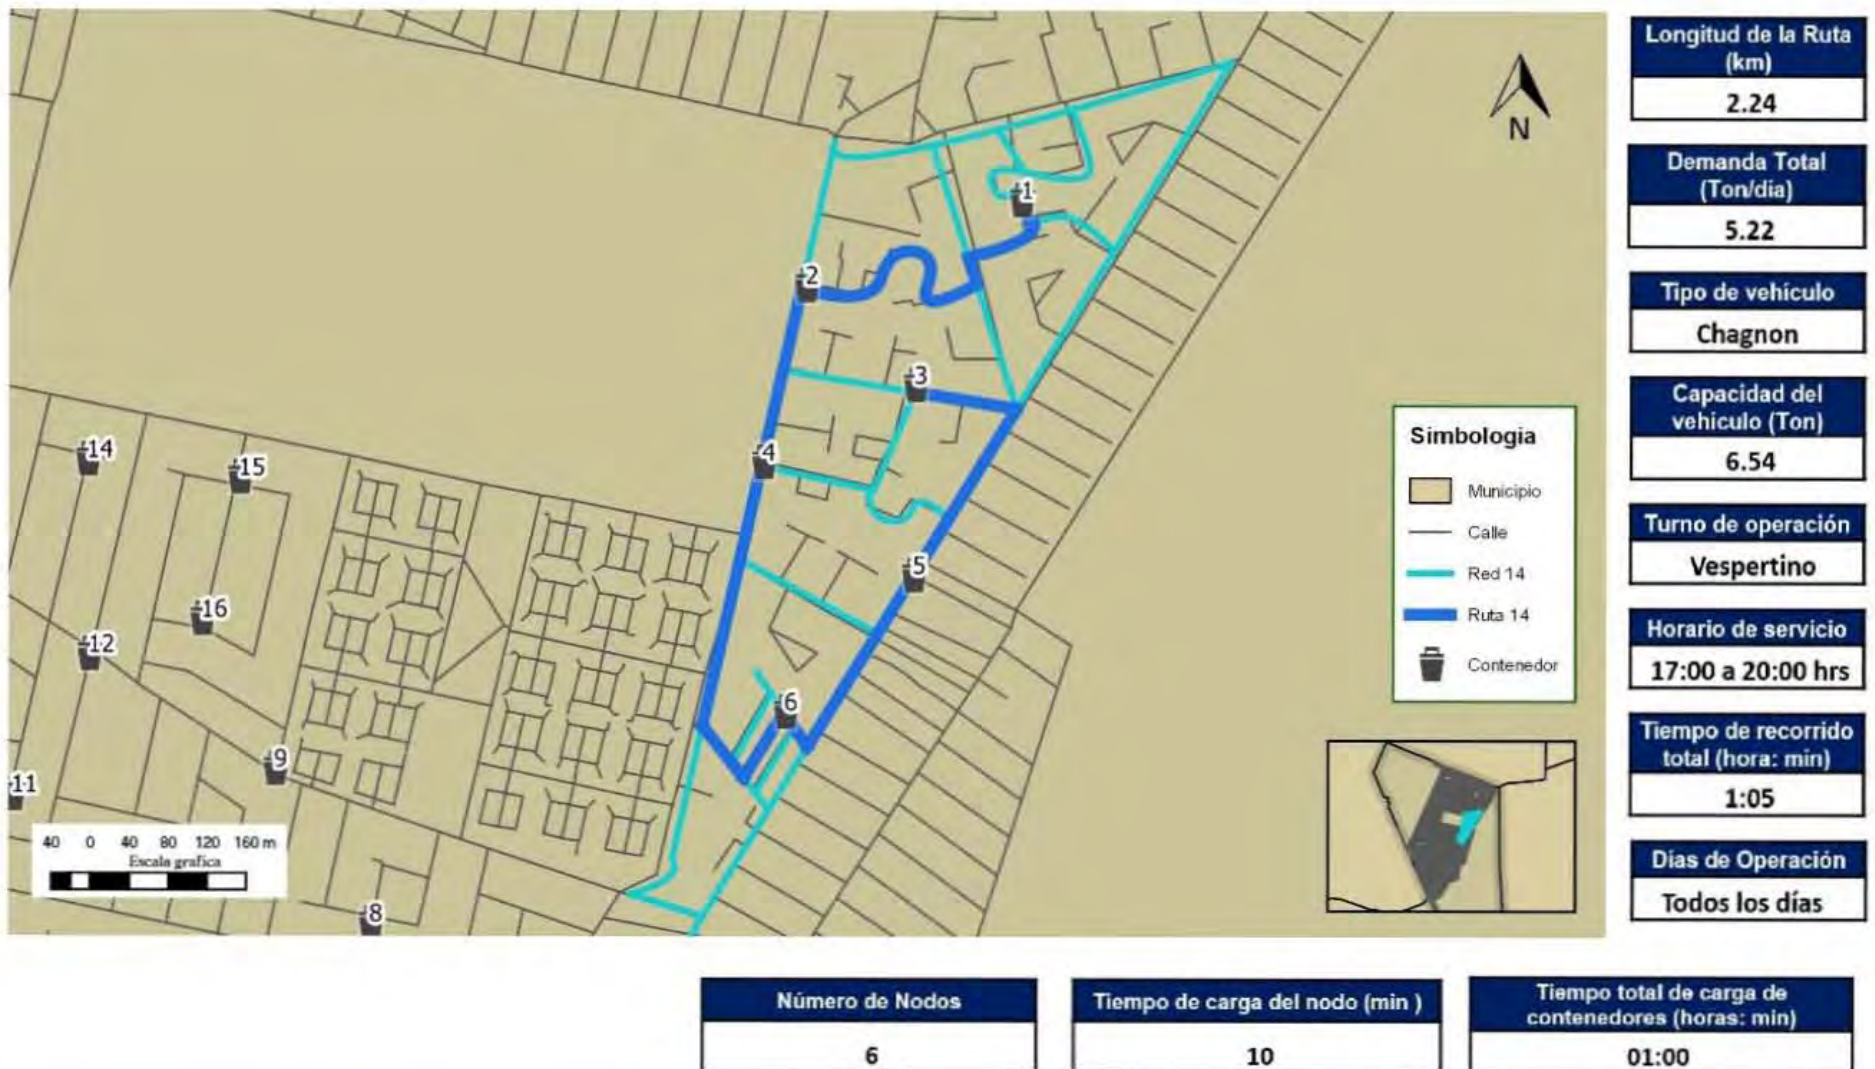 Longitud de la Ruta
(km)
2.24
Demanda Total
(Ton/dia)
5.22
Tipo de vehículo
Chagnon
Capacidad del
vehiculo (Ton)
6.54
Turno de operación
Vespertino
Horario de servicio
17:00 a 20:00 hrs
Tiempo de recorrido
total (hora: min)
1:05
Dias de Operación
Todos los días
N
1
2
3
4
5
6
14
15
16
12
9
11
8
Simbologia
Municipio
Calle
Red 14
Ruta 14
Contenedor
40 0 40 80 120 160 m
Escala grafica
Número de Nodos
6
Tiempo de carga del nodo (min )
10
Tiempo total de carga de
contenedores (horas: min)
01:00